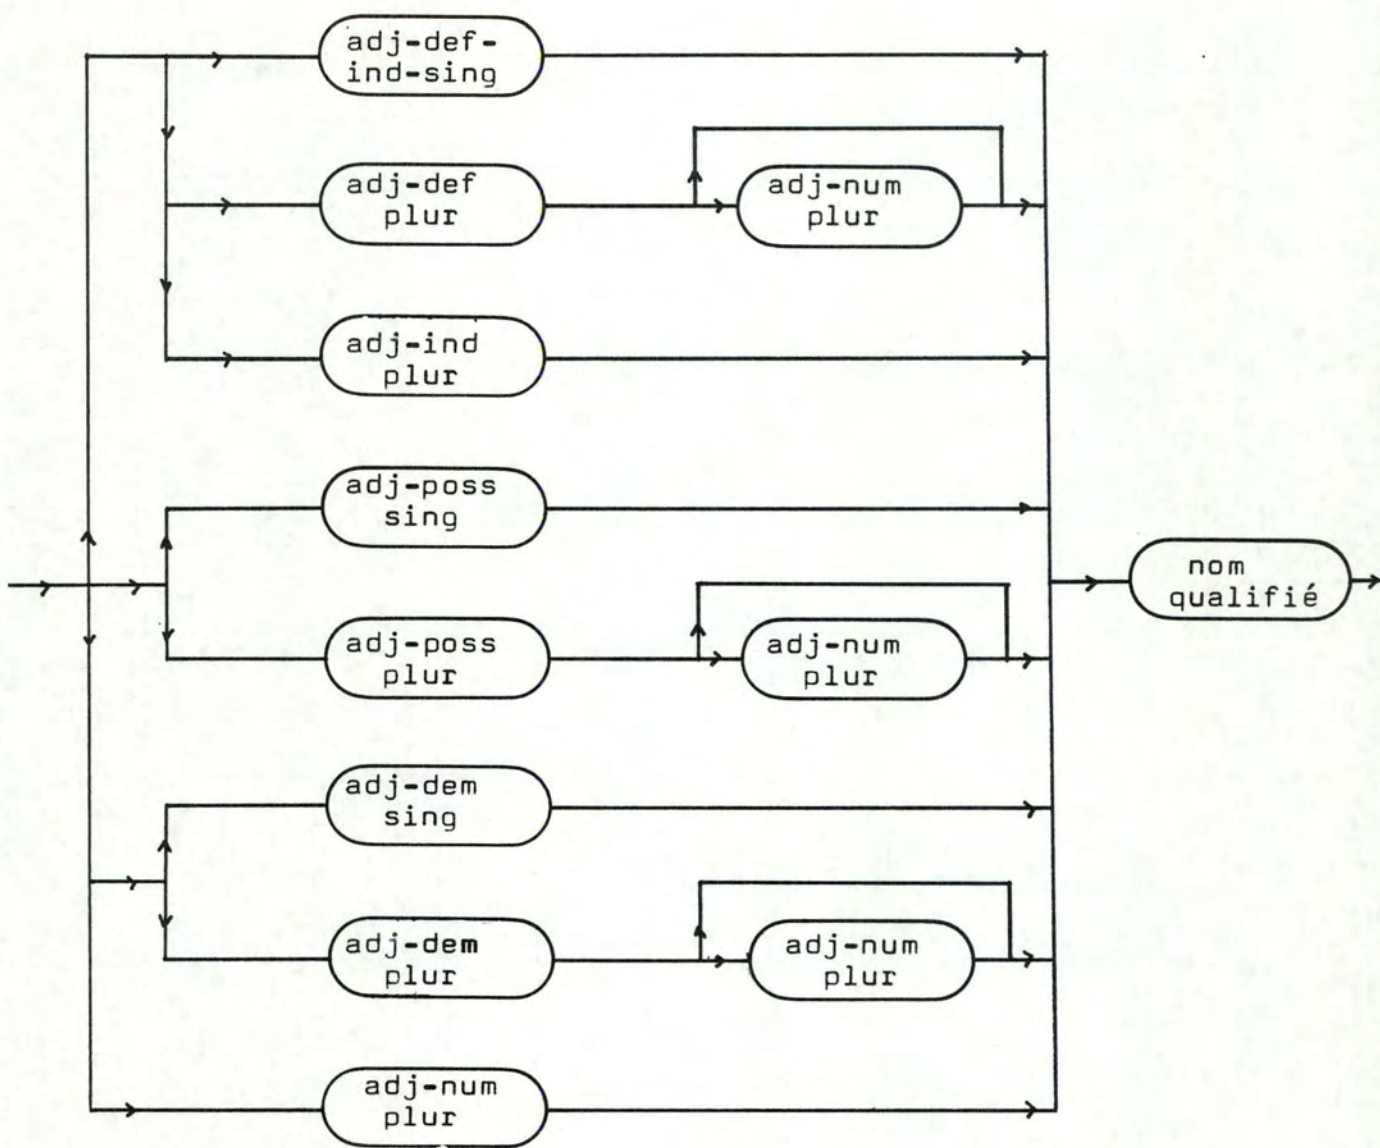 adj-def-
ind-sing
adj-def
plur
adj-num
plur
adj-ind
plur
adj-poss
sing
nom
qualifié
adj-poss
plur
adj-num
plur
adj-dem
sing
adj-dem
plur
adj-num
plur
adj-num
plur